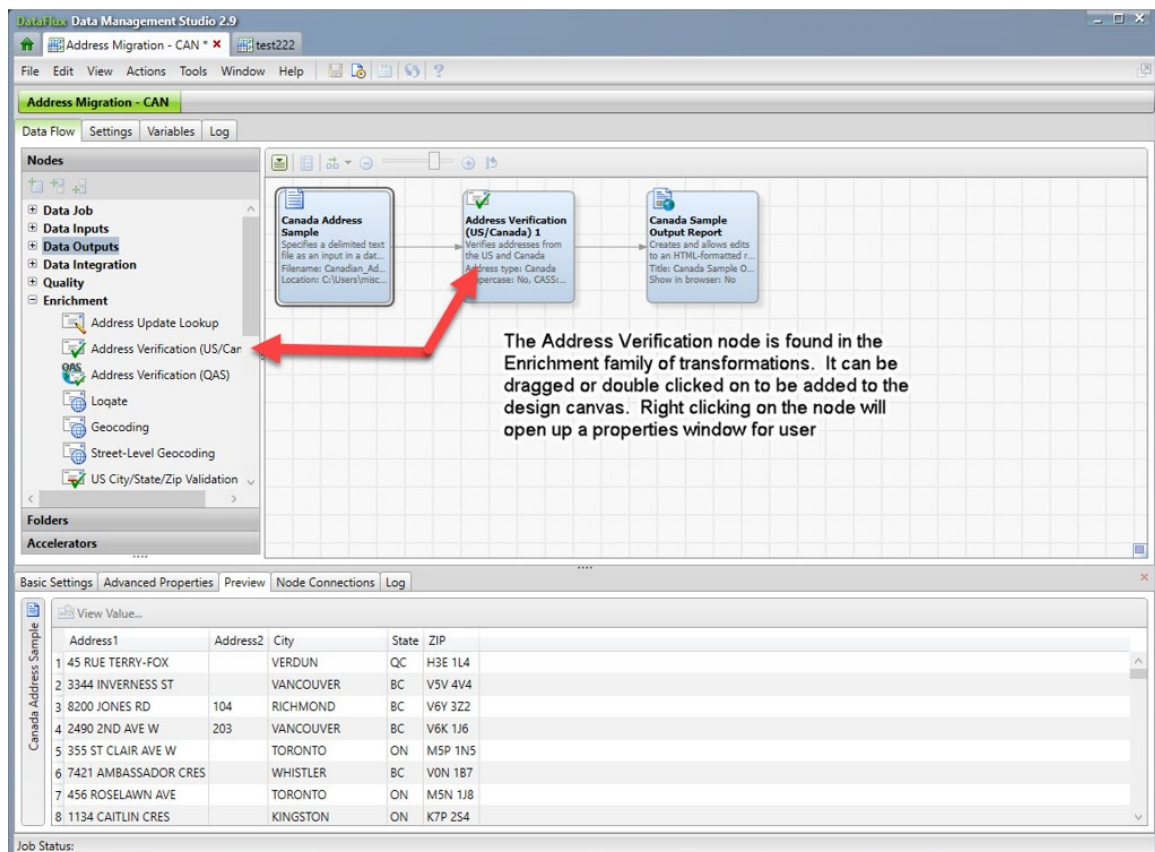 DataFlux Data Management Studio 2.9
Address Migration - CAN * test222
File Edit View Actions Tools Window Help
Address Migration - CAN
Data Flow Settings Variables Log
Nodes
Data Job
Data Inputs
Data Outputs
Data Integration
Quality
Enrichment
Address Update Lookup
Address Verification (US/Can
Address Verification (QAS)
Loqate
Geocoding
Street-Level Geocoding
US City/State/Zip Validation
Folders
Accelerators
Canada Address
Sample
Specifies a delimited text
file as an input in a dat...
Filename: Canadian_Ad...
Location: C:\Users\misc...
Address Verification
(US/Canada) 1
Verifies addresses from
the US and Canada
Address type: Canada
No, CASS:...
Canada Sample
Output Report
Creates and allows edits
to an HTML-formatted r...
Title: Canada Sample O...
Show in browser: No
The Address Verification node is found in the
Enrichment family of transformations. It can be
dragged or double clicked on to be added to the
design canvas. Right clicking on the node will
open up a properties window for user
Basic Settings Advanced Properties Preview Node Connections Log
View Value...
Canada Address Sample
Address1 Address2 City State ZIP
1 45 RUE TERRY-FOX VERDUN QC H3E 1L4
2 3344 INVERNESS ST VANCOUVER BC V5V 4V4
3 8200 JONES RD 104 RICHMOND BC V6Y 3Z2
4 2490 2ND AVE W 203 VANCOUVER BC V6K 1J6
5 355 ST CLAIR AVE W TORONTO ON M5P 1N5
6 7421 AMBASSADOR CRES WHISTLER BC V0N 1B7
7 456 ROSELAWN AVE TORONTO ON M5N 1J8
8 1134 CAITLIN CRES KINGSTON ON K7P 2S4
Job Status: